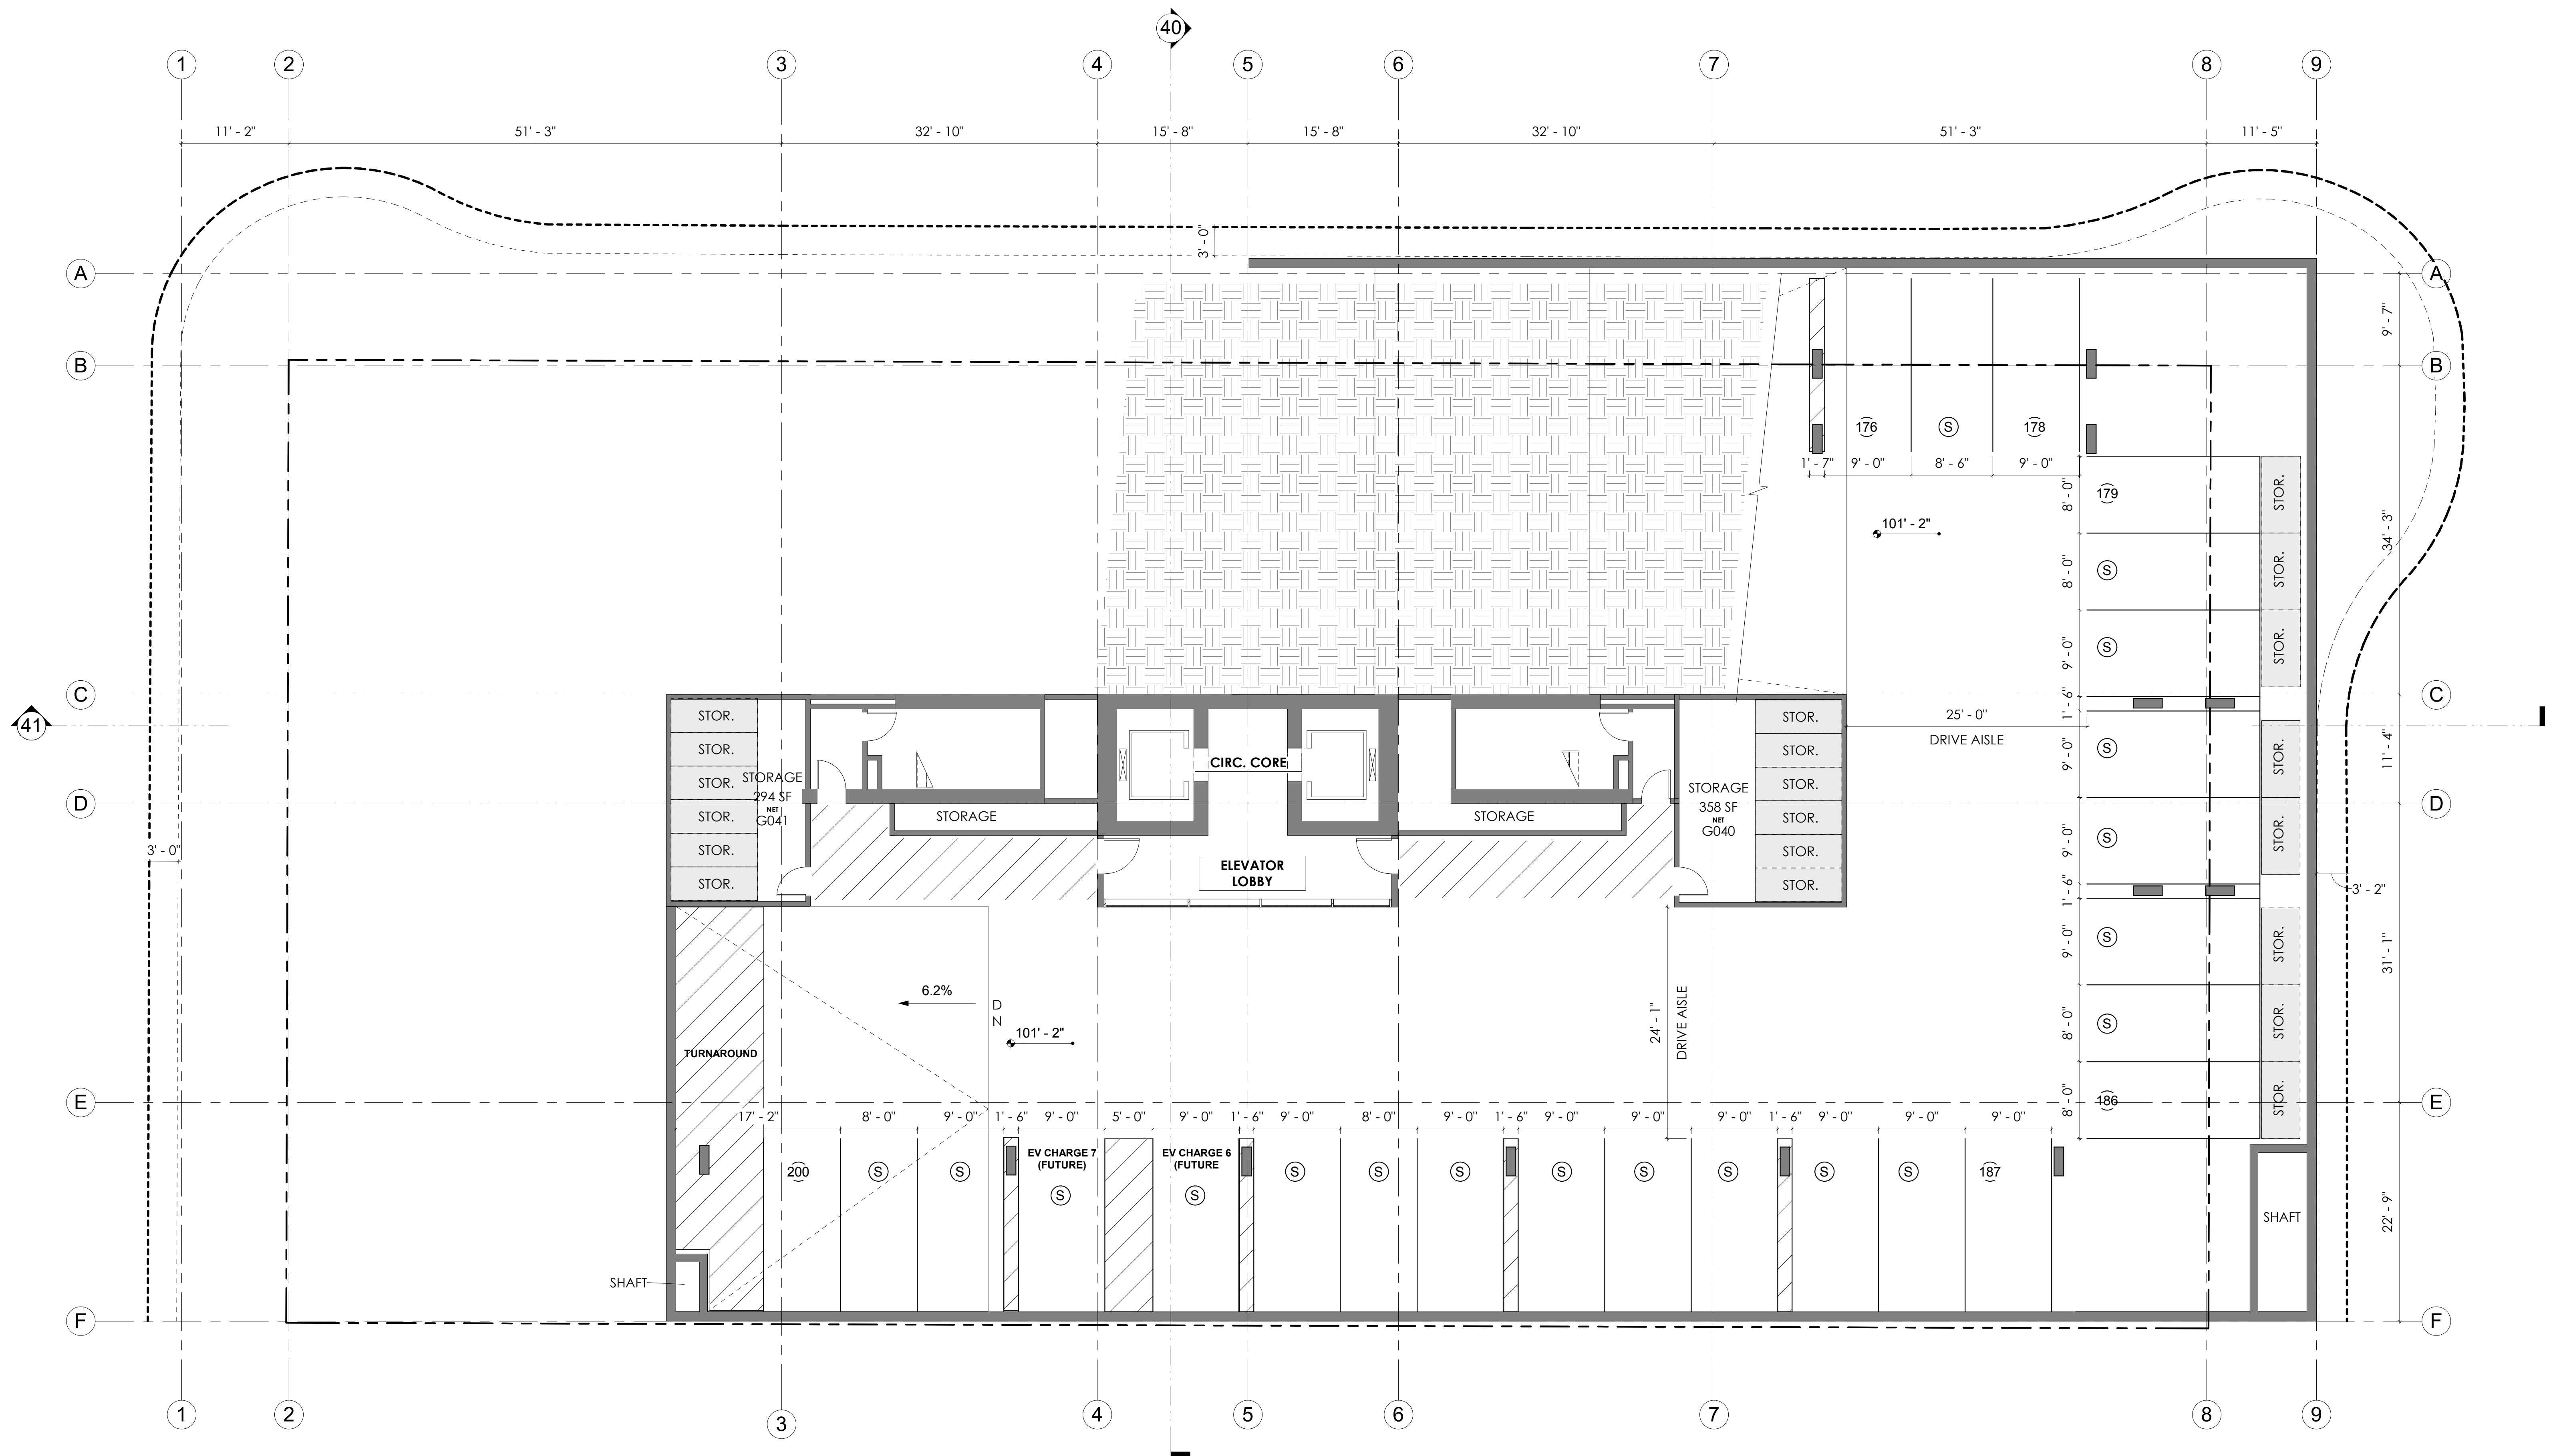 40
1 2 3 4 5 6 7 8 9
11' - 2" 51' - 3" 32' - 10" 15' - 8" 15' - 8" 32' - 10" 51' - 3" 11' - 5"
3' - 0"
A A
9' - 7"
B B
176 S 178
1' - 7" 9' - 0" 8' - 6" 9' - 0"
8' - 0" 179 STOR.
101' - 2"
34' - 3"
8' - 0" S STOR.
9' - 0" S STOR.
C C
1' - 6"
41
STOR. STOR.
25' - 0"
DRIVE AISLE
9' - 0" S STOR.
11' - 4"
STOR. STOR.
CIRC. CORE
STOR. STOR.
STORAGE
294 SF
NET
G041
STORAGE
358 SF
NET
G040
D D
STOR. STOR.
STORAGE STORAGE
9' - 0" S STOR.
STOR. STOR.
3' - 0"
ELEVATOR
LOBBY
STOR. STOR.
1' - 6"
3' - 2"
9' - 0" S STOR.
31' - 1"
6.2%
D
N
101' - 2"
24' - 1"
DRIVE AISLE
8' - 0" S STOR.
TURNAROUND
E E
8' - 0" 186 STOR.
17' - 2" 8' - 0" 9' - 0" 1' - 6" 9' - 0" 5' - 0" 9' - 0" 1' - 6" 9' - 0" 8' - 0" 9' - 0" 1' - 6" 9' - 0" 9' - 0" 9' - 0" 1' - 6" 9' - 0" 9' - 0" 9' - 0"
EV CHARGE 7
(FUTURE)
EV CHARGE 6
(FUTURE
200 S S S S S S S S S S S S 187
22' - 9"
SHAFT
SHAFT
F F
1 2 3 4 5 6 7 8 9